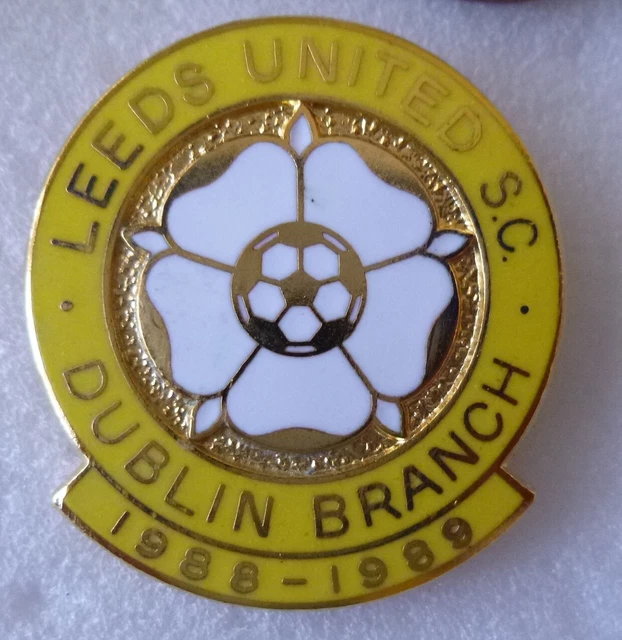 LEEDS UNITED S.C.
· DUBLIN BRANCH ·
1988-1989